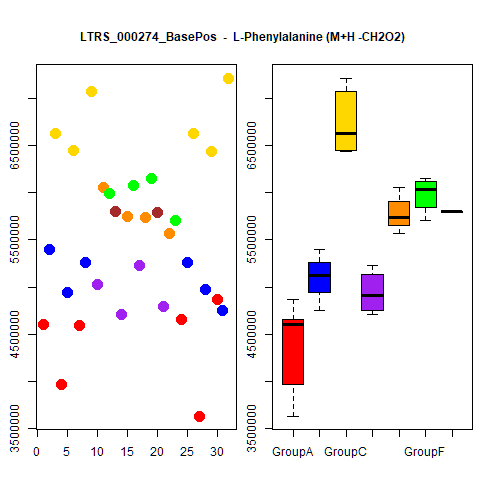 LTRS_000274_BasePos - L-Phenylalanine (M+H -CH2O2)
6500000
5500000
4500000
3500000
0 5 10 15 20 25 30
6500000
5500000
4500000
3500000
GroupA GroupC GroupF